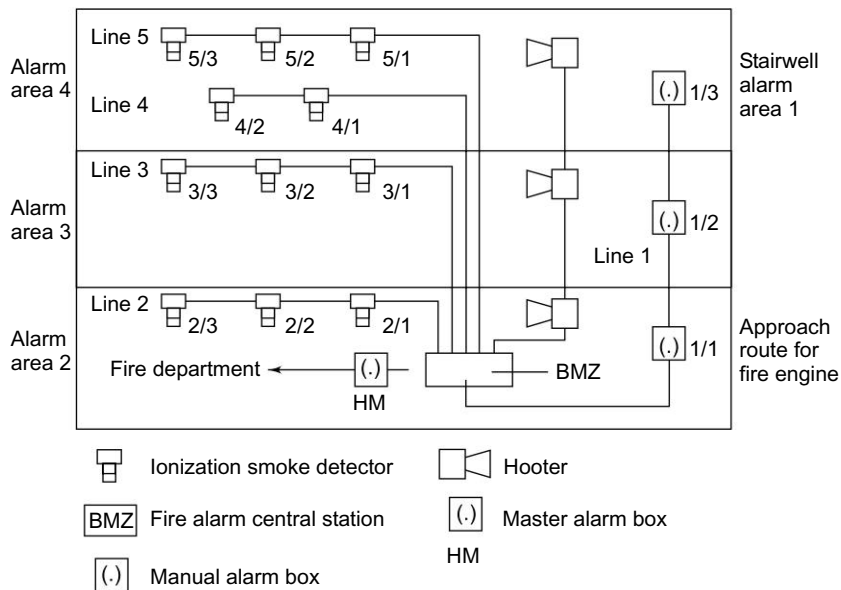 Line 5
5/3
5/2
5/1
Alarm
area 4
Line 4
4/2
4/1
(.)
1/3
Stairwell
alarm
area 1
Line 3
3/3
3/2
3/1
Alarm
area 3
(.)
1/2
Line 1
Line 2
2/3
2/2
2/1
Alarm
area 2
Fire department
(.)
HM
BMZ
(.)
1/1
Approach
route for
fire engine
Ionization smoke detector
Hooter
BMZ
Fire alarm central station
(.)
Master alarm box
HM
(.)
Manual alarm box